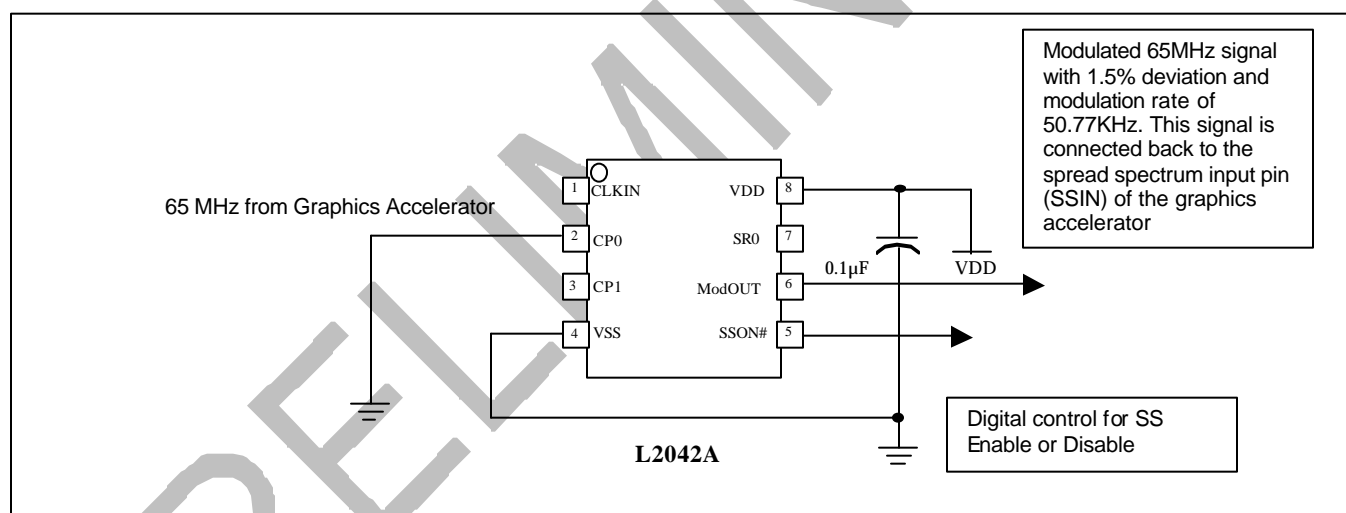 Modulated 65MHz signal
with 1.5% deviation and
modulation rate of
50.77KHz. This signal is
connected back to the
spread spectrum input pin
(SSIN) of the graphics
accelerator
65 MHz from Graphics Accelerator
1 CLKIN
2 CP0
3 CP1
4 VSS
VDD 8
SR0 7
ModOUT 6
SSON# 5
0.1µF
VDD
L2042A
Digital control for SS
Enable or Disable
PRELIMIN